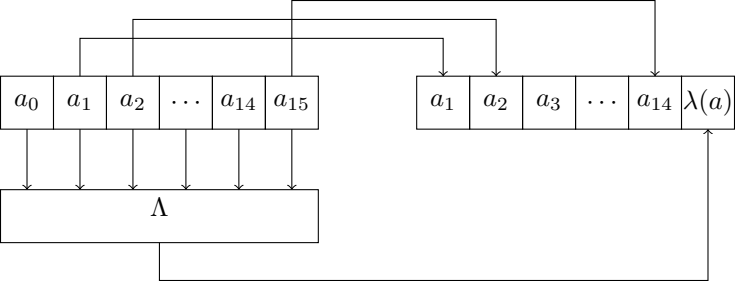 a₀ a₁ a₂ ⋯ a₁₄ a₁₅ a₁ a₂ a₃ ⋯ a₁₄ λ(a)
Λ